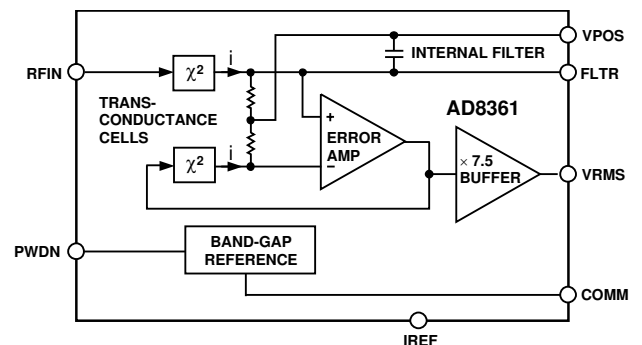 VPOS
INTERNAL FILTER
RFIN
χ²
i
FLTR
TRANS-
CONDUCTANCE
CELLS
AD8361
+
ERROR
AMP
–
χ²
i
× 7.5
BUFFER
VRMS
PWDN
BAND-GAP
REFERENCE
COMM
IREF